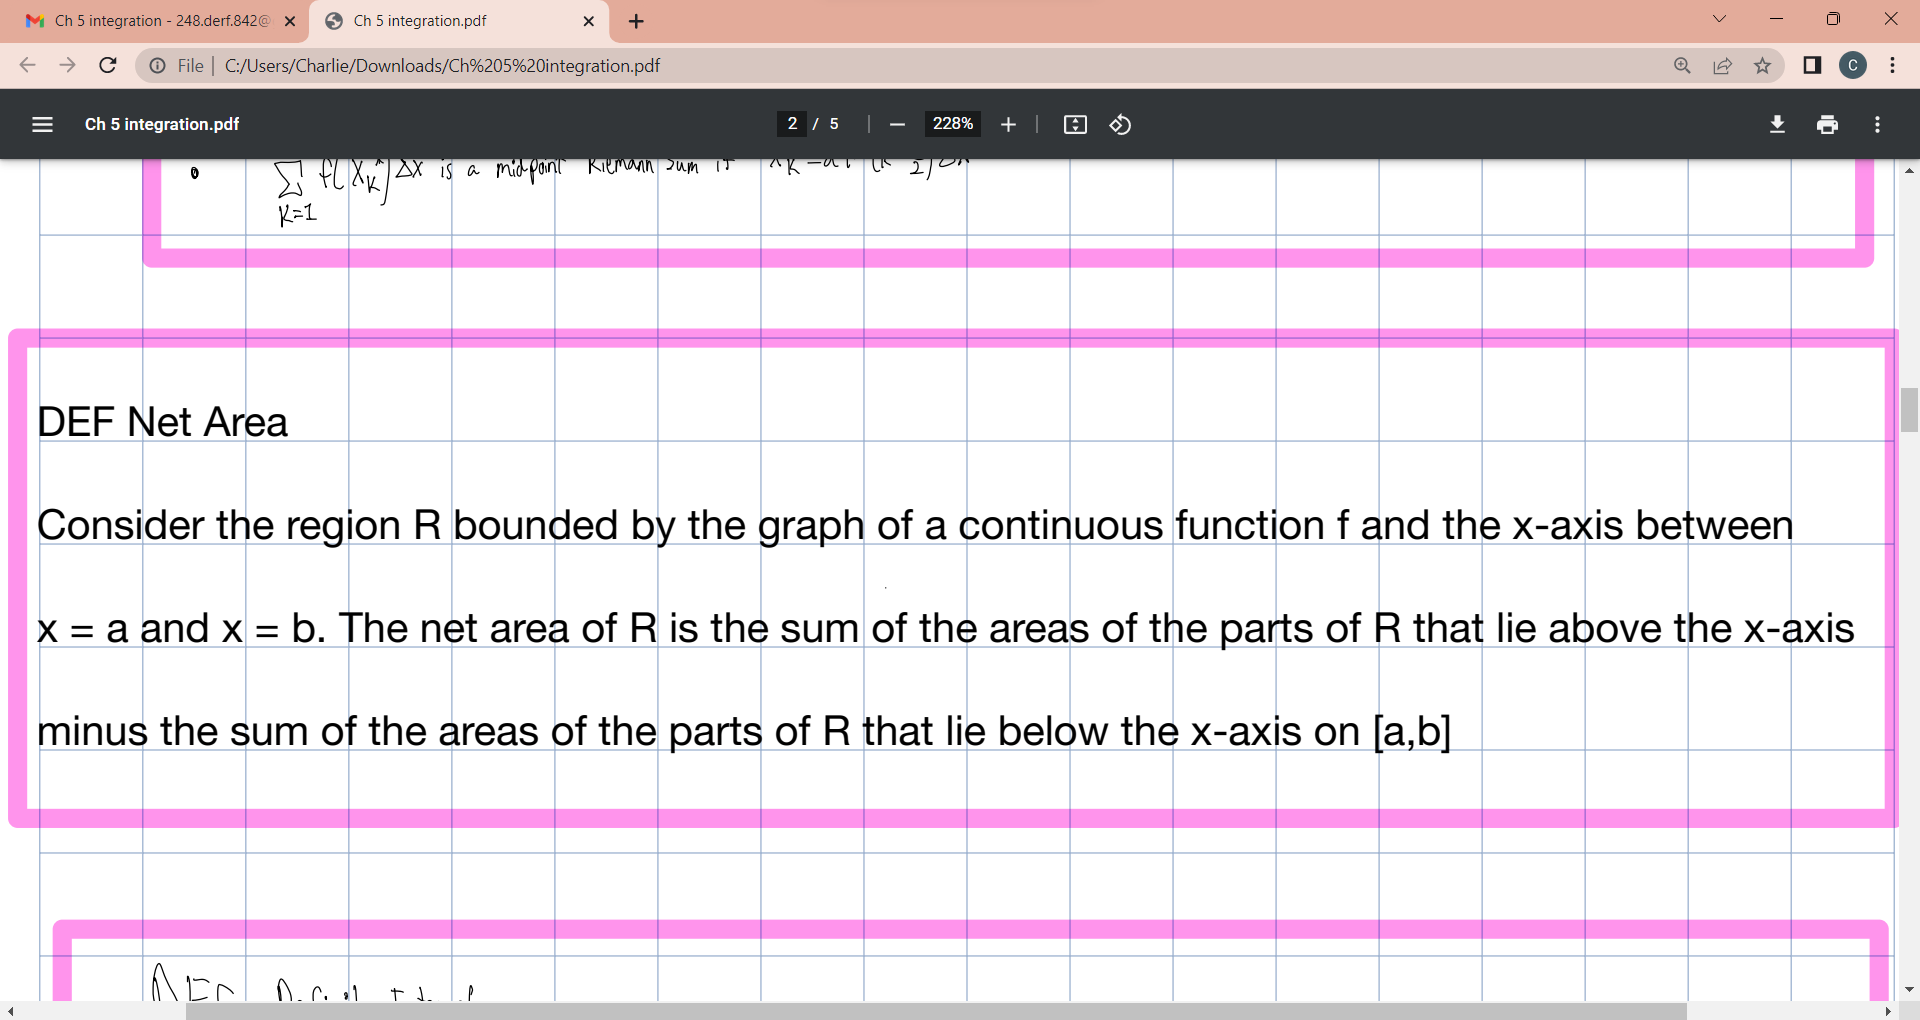 Ch 5 integration - 248.derf.842@
Ch 5 integration.pdf
File | C:/Users/Charlie/Downloads/Ch%205%20integration.pdf
C
Ch 5 integration.pdf
2 / 5
228%
∑ f(x*k) Δx is a midpoint Riemann sum if
K=1
DEF Net Area
Consider the region R bounded by the graph of a continuous function f and the x-axis between
x = a and x = b. The net area of R is the sum of the areas of the parts of R that lie above the x-axis
minus the sum of the areas of the parts of R that lie below the x-axis on [a,b]
DEF